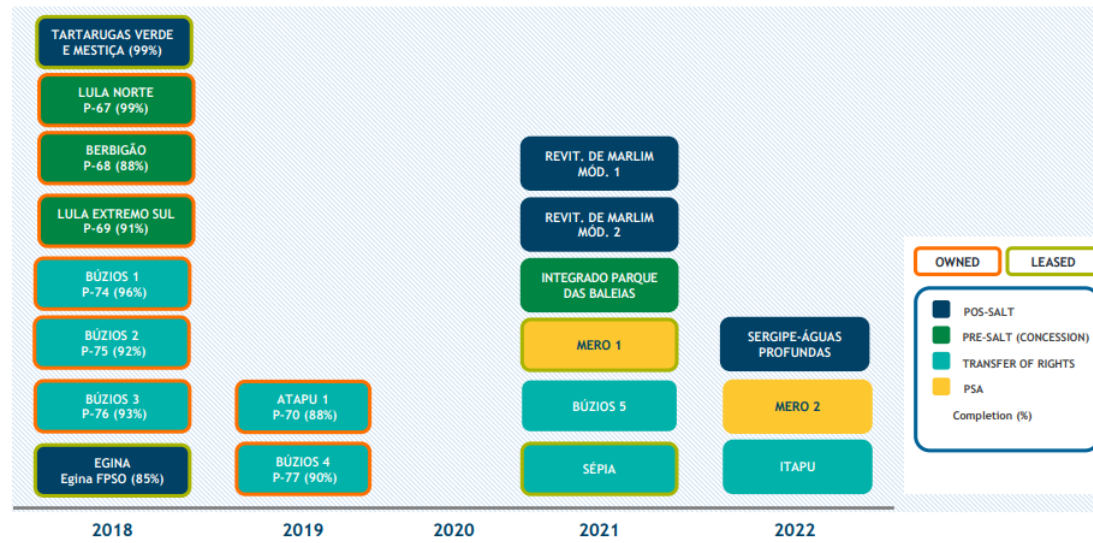 TARTARUGAS VERDE
E MESTIÇA (99%)
LULA NORTE
P-67 (99%)
BERBIGÃO
P-68 (88%)
LULA EXTREMO SUL
P-69 (91%)
BÚZIOS 1
P-74 (96%)
BÚZIOS 2
P-75 (92%)
BÚZIOS 3
P-76 (93%)
EGINA
Egina FPSO (85%)
ATAPU 1
P-70 (88%)
BÚZIOS 4
P-77 (90%)
REVIT. DE MARLIM
MÓD. 1
REVIT. DE MARLIM
MÓD. 2
INTEGRADO PARQUE
DAS BALEIAS
MERO 1
BÚZIOS 5
SÉPIA
SERGIPE-ÁGUAS
PROFUNDAS
MERO 2
ITAPU
OWNED
LEASED
POS-SALT
PRE-SALT (CONCESSION)
TRANSFER OF RIGHTS
PSA
Completion (%)
2018
2019
2020
2021
2022